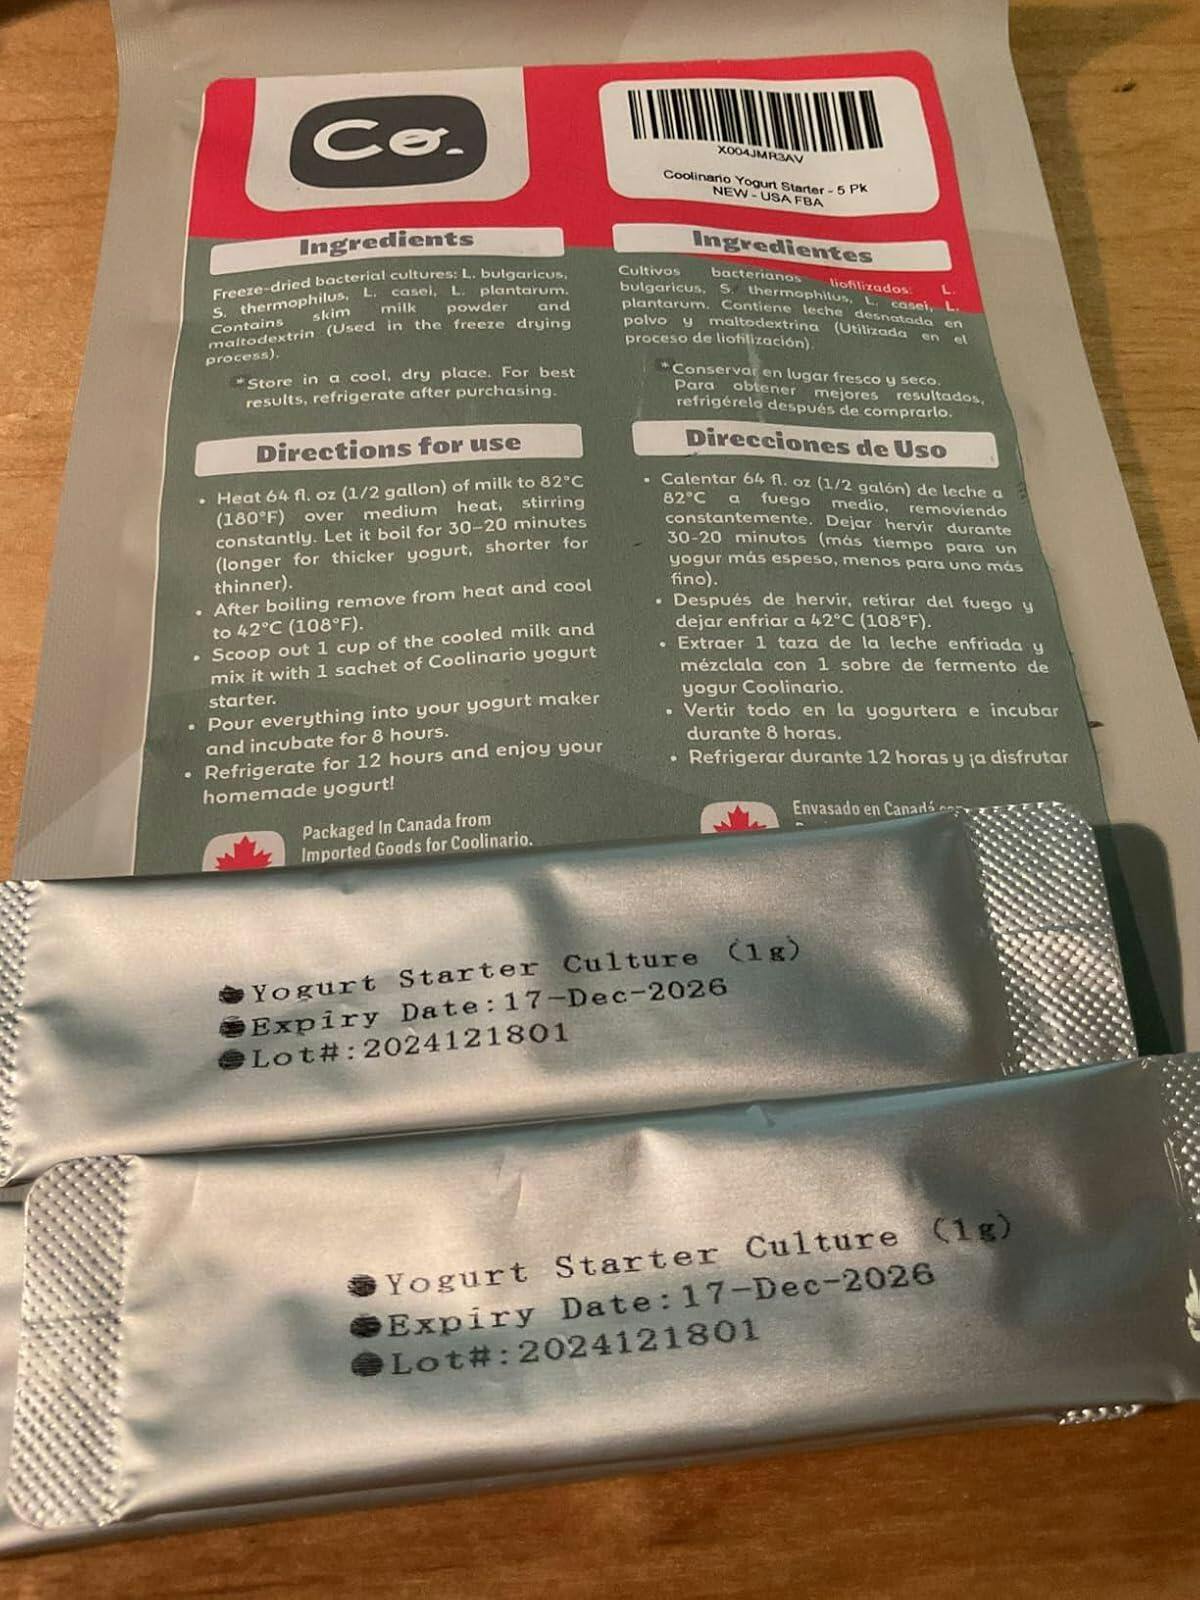 Co.
X004JMR3AV
Coolinario Yogurt Starter - 5 Pk
NEW - USA FBA
Ingredients
Freeze-dried bacterial cultures: L. bulgaricus,
S. thermophilus, L. casei, L. plantarum.
Contains skim milk powder and
maltodextrin (Used in the freeze drying
process).
*Store in a cool, dry place. For best
results, refrigerate after purchasing.
Directions for use
• Heat 64 fl. oz (1/2 gallon) of milk to 82°C
(180°F) over medium heat, stirring
constantly. Let it boil for 30-20 minutes
(longer for thicker yogurt, shorter for
thinner).
• After boiling remove from heat and cool
to 42°C (108°F).
• Scoop out 1 cup of the cooled milk and
mix it with 1 sachet of Coolinario yogurt
starter.
• Pour everything into your yogurt maker
and incubate for 8 hours.
• Refrigerate for 12 hours and enjoy your
homemade yogurt!
Packaged In Canada from
Imported Goods for Coolinario.
Ingredientes
Cultivos bacterianos liofilizados: L.
bulgaricus, S. thermophilus, L. casei, L.
plantarum. Contiene leche desnatada en
polvo y maltodextrina (Utilizada en el
proceso de liofilización).
*Conservar en lugar fresco y seco.
Para obtener mejores resultados,
refrigérelo después de comprarlo.
Direcciones de Uso
• Calentar 64 fl. oz (1/2 galón) de leche a
82°C a fuego medio, removiendo
constantemente. Dejar hervir durante
30-20 minutos (más tiempo para un
yogur más espeso, menos para uno más
fino).
• Después de hervir, retirar del fuego y
dejar enfriar a 42°C (108°F).
• Extraer 1 taza de la leche enfriada y
mézclala con 1 sobre de fermento de
yogur Coolinario.
• Vertir todo en la yogurtera e incubar
durante 8 horas.
• Refrigerar durante 12 horas y ¡a disfrutar
Envasado en Canadá
Yogurt Starter Culture (1g)
Expiry Date:17-Dec-2026
Lot#:2024121801
Yogurt Starter Culture (1g)
Expiry Date:17-Dec-2026
Lot#:2024121801